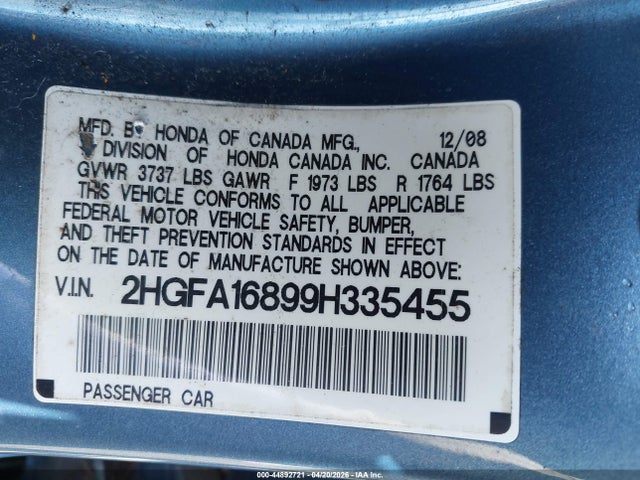 MFD. BY HONDA OF CANADA MFG., 12/08
A DIVISION OF HONDA CANADA INC. CANADA
GVWR 3737 LBS GAWR F 1973 LBS R 1764 LBS
THIS VEHICLE CONFORMS TO ALL APPLICABLE
FEDERAL MOTOR VEHICLE SAFETY, BUMPER,
AND THEFT PREVENTION STANDARDS IN EFFECT
ON THE DATE OF MANUFACTURE SHOWN ABOVE:
V.I.N. 2HGFA16899H335455
PASSENGER CAR
000-44892721 - 04/20/2026 - IAA Inc.